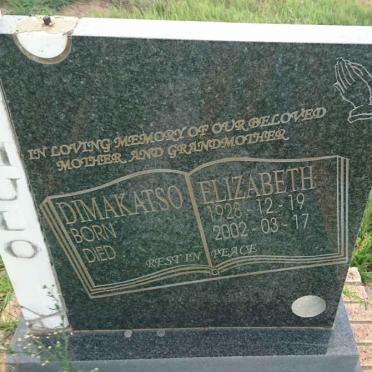 IN LOVING MEMORY OF OUR BELOVED
MOTHER AND GRANDMOTHER
DIMAKATSO ELIZABETH
BORN 1928-12-19
DIED 2002-03-17
REST IN PEACE